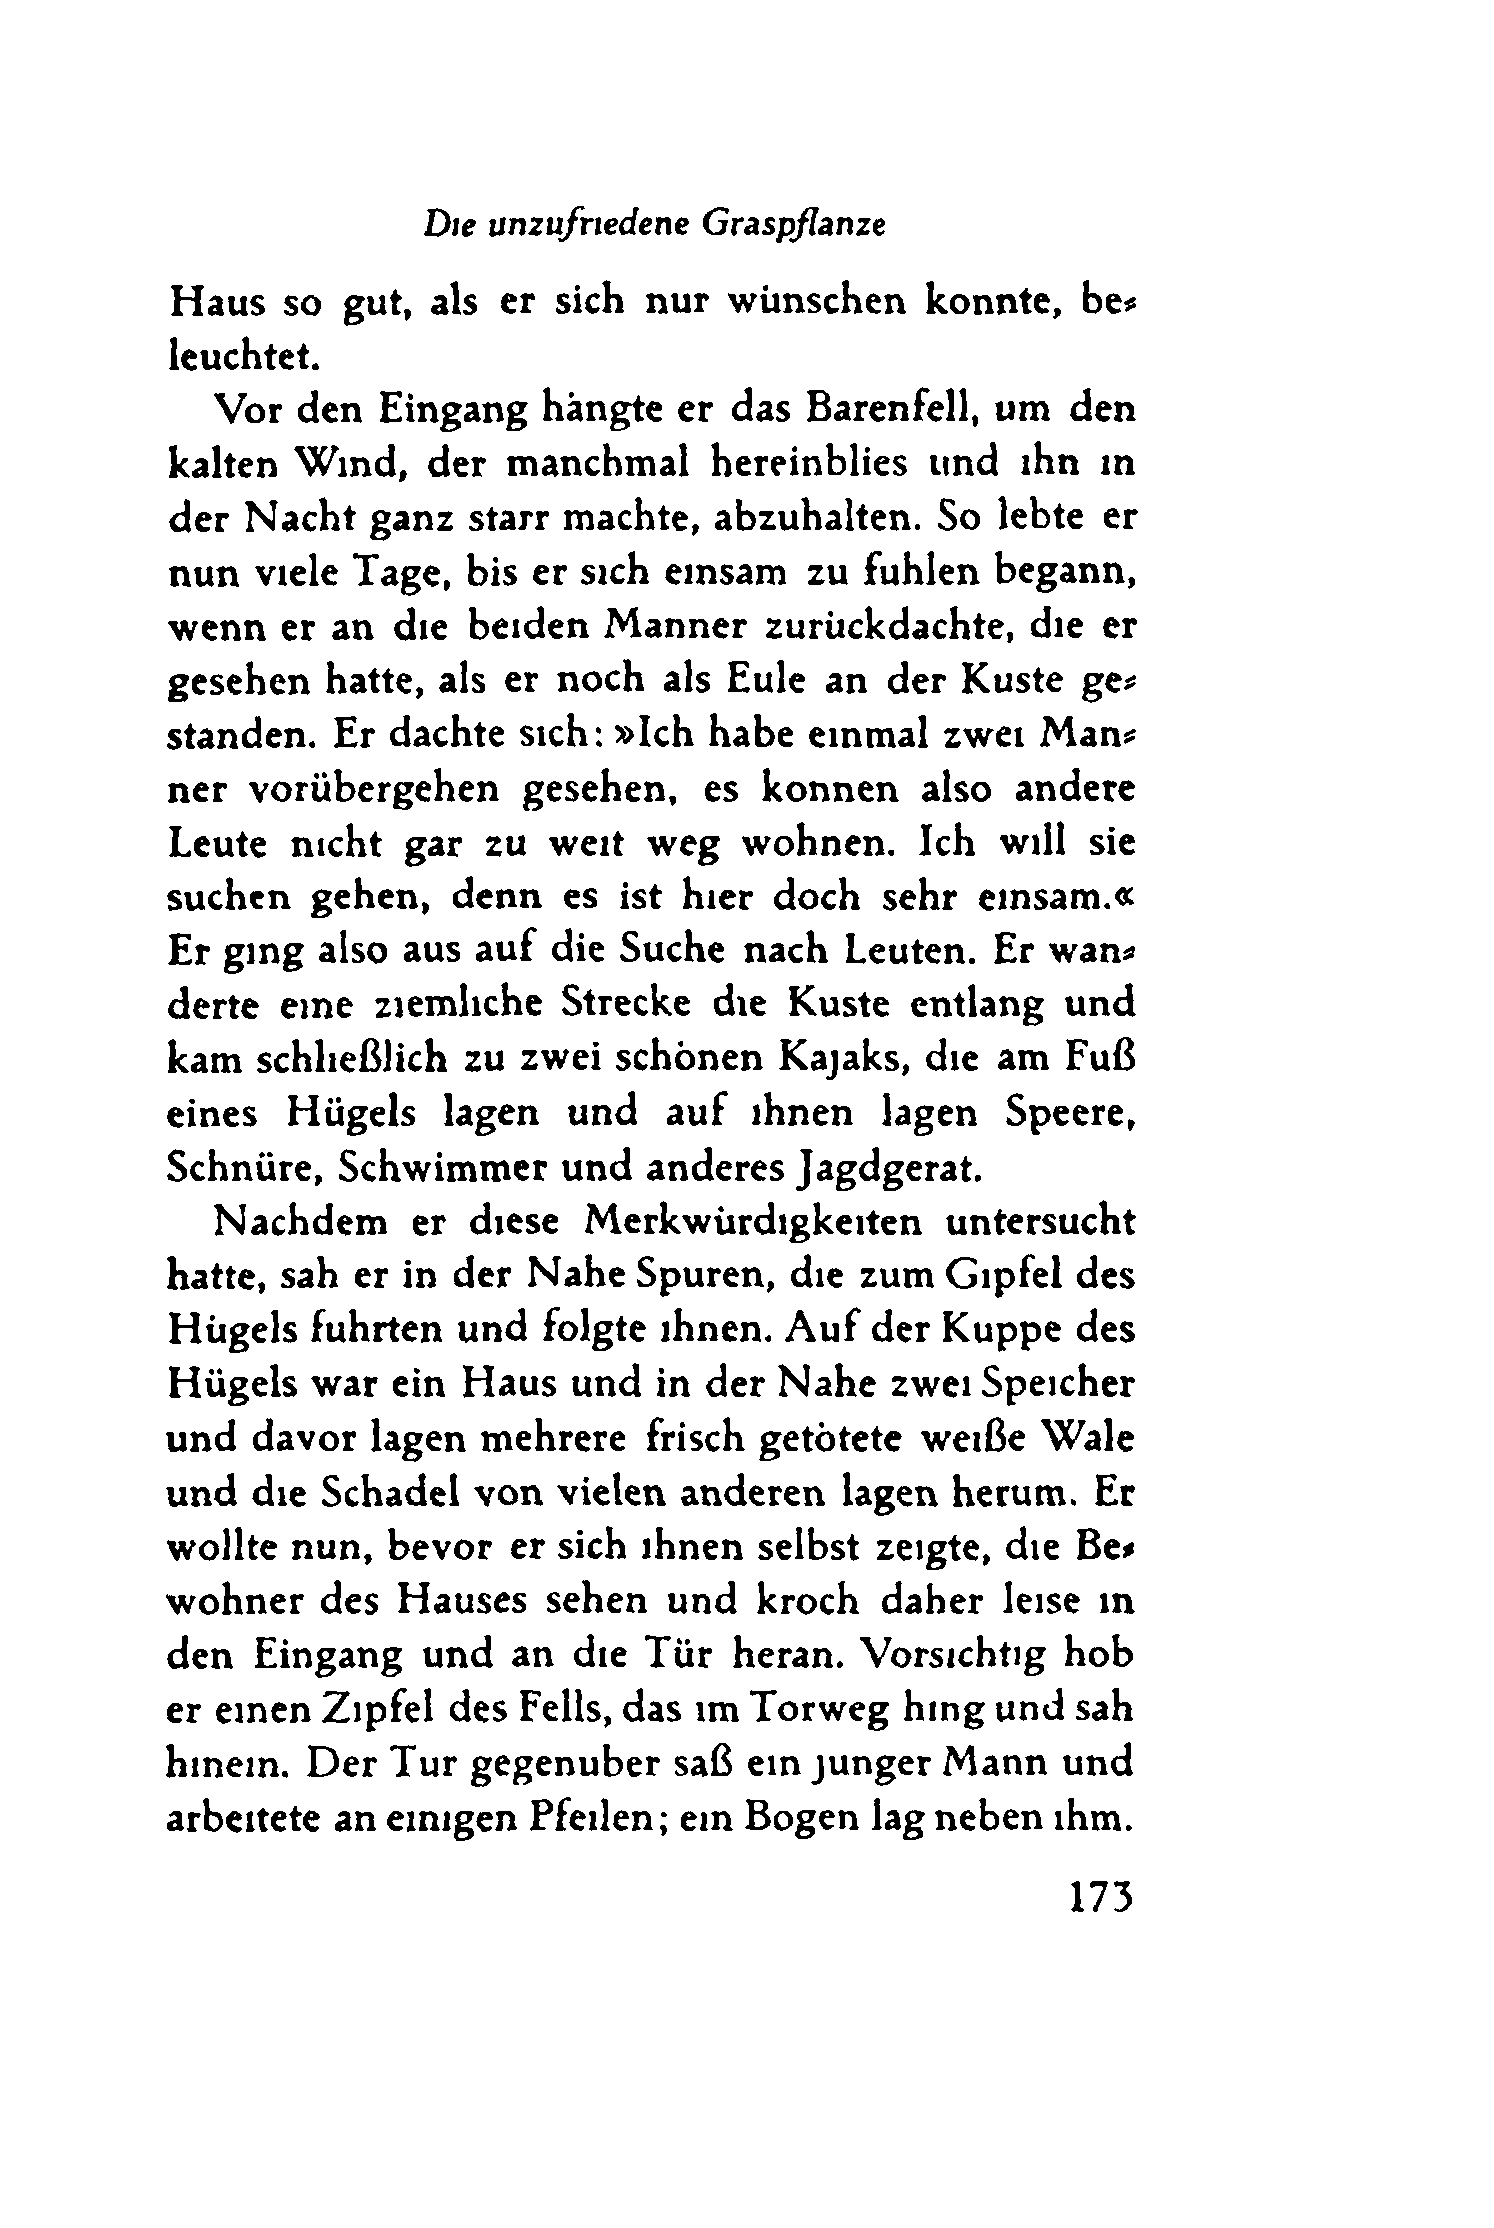 Die unzufriedene Graspflanze
Haus so gut, als er sich nur wünschen konnte, be-
leuchtet.
Vor den Eingang hängte er das Barenfell, um den
kalten Wind, der manchmal hereinblies und ihn in
der Nacht ganz starr machte, abzuhalten. So lebte er
nun viele Tage, bis er sich einsam zu fuhlen begann,
wenn er an die beiden Manner zurückdachte, die er
gesehen hatte, als er noch als Eule an der Kuste ge-
standen. Er dachte sich: »Ich habe einmal zwei Man-
ner vorübergehen gesehen, es konnen also andere
Leute nicht gar zu weit weg wohnen. Ich will sie
suchen gehen, denn es ist hier doch sehr einsam.«
Er ging also aus auf die Suche nach Leuten. Er wan-
derte eine ziemliche Strecke die Kuste entlang und
kam schließlich zu zwei schönen Kajaks, die am Fuß
eines Hügels lagen und auf ihnen lagen Speere,
Schnüre, Schwimmer und anderes Jagdgerat.
Nachdem er diese Merkwürdigkeiten untersucht
hatte, sah er in der Nahe Spuren, die zum Gipfel des
Hügels fuhrten und folgte ihnen. Auf der Kuppe des
Hügels war ein Haus und in der Nahe zwei Speicher
und davor lagen mehrere frisch getötete weiße Wale
und die Schadel von vielen anderen lagen herum. Er
wollte nun, bevor er sich ihnen selbst zeigte, die Be-
wohner des Hauses sehen und kroch daher leise in
den Eingang und an die Tür heran. Vorsichtig hob
er einen Zipfel des Fells, das im Torweg hing und sah
hinein. Der Tur gegenuber saß ein junger Mann und
arbeitete an einigen Pfeilen; ein Bogen lag neben ihm.
173